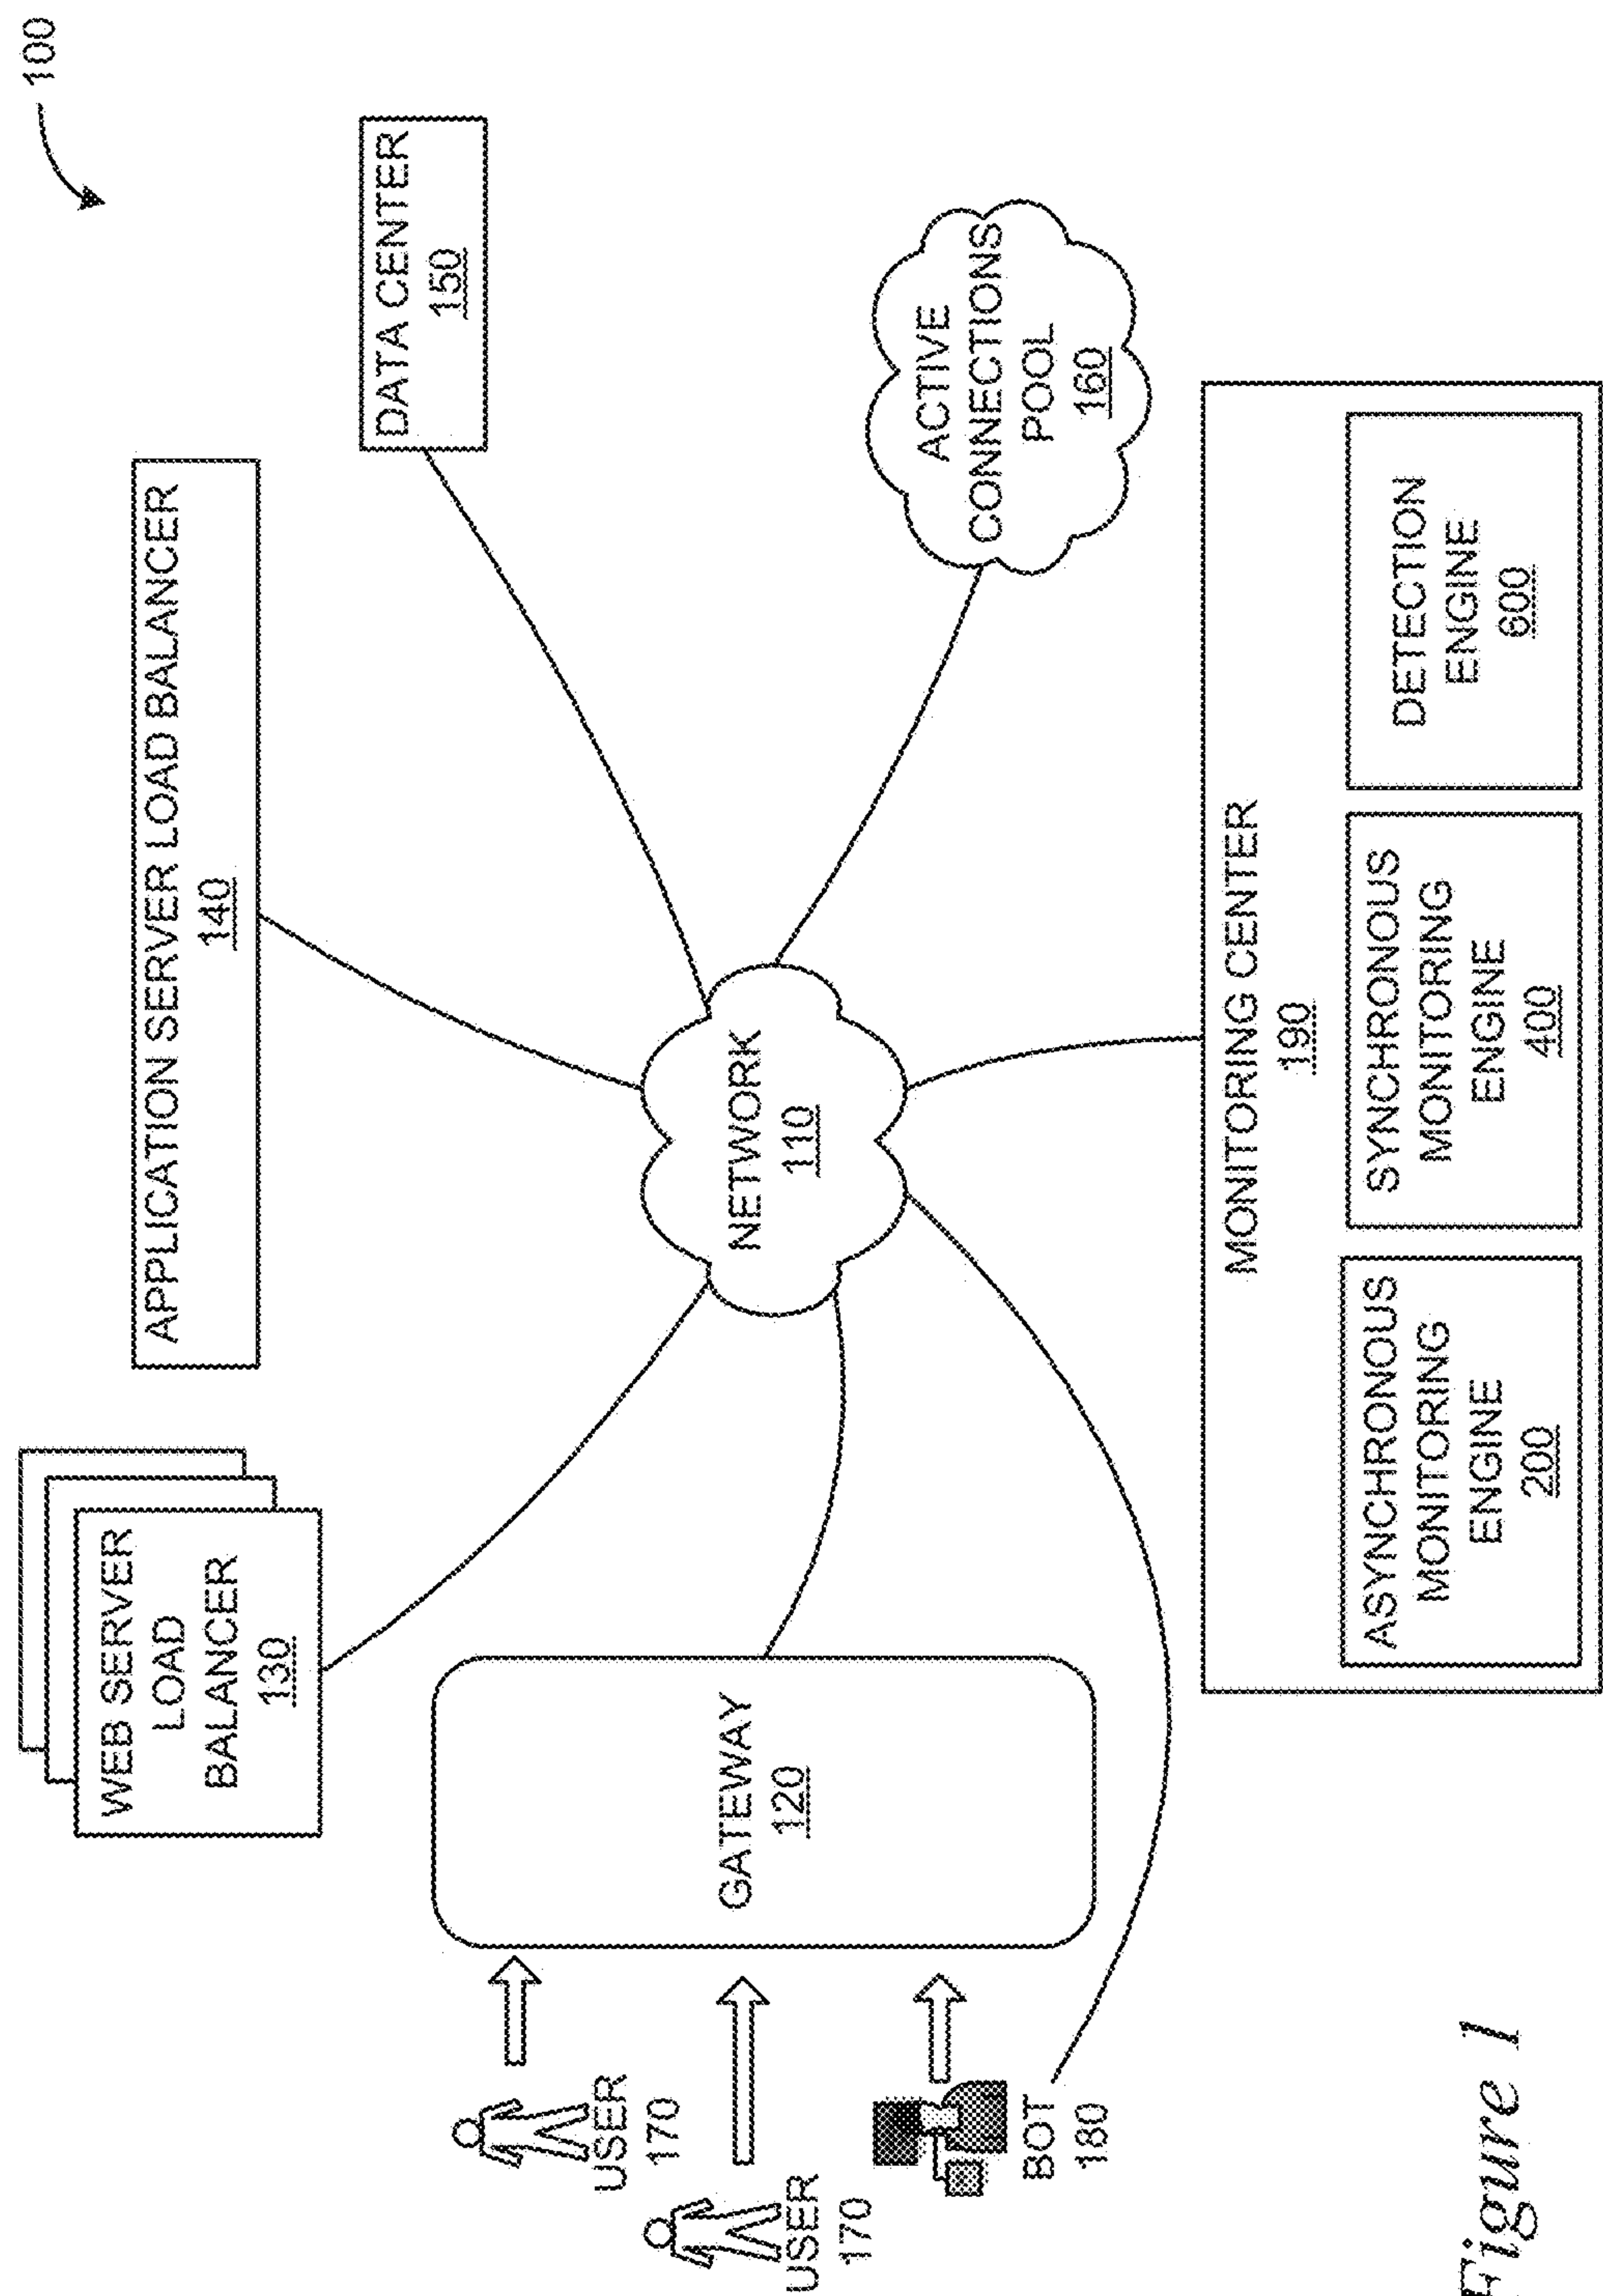 100
WEB SERVER
LOAD
BALANCER
130
APPLICATION SERVER LOAD BALANCER
140
DATA CENTER
150
USER
170
USER
170
GATEWAY
120
NETWORK
110
ACTIVE
CONNECTIONS
POOL
160
BOT
180
MONITORING CENTER
190
ASYNCHRONOUS
MONITORING
ENGINE
200
SYNCHRONOUS
MONITORING
ENGINE
400
DETECTION
ENGINE
600
Figure 1